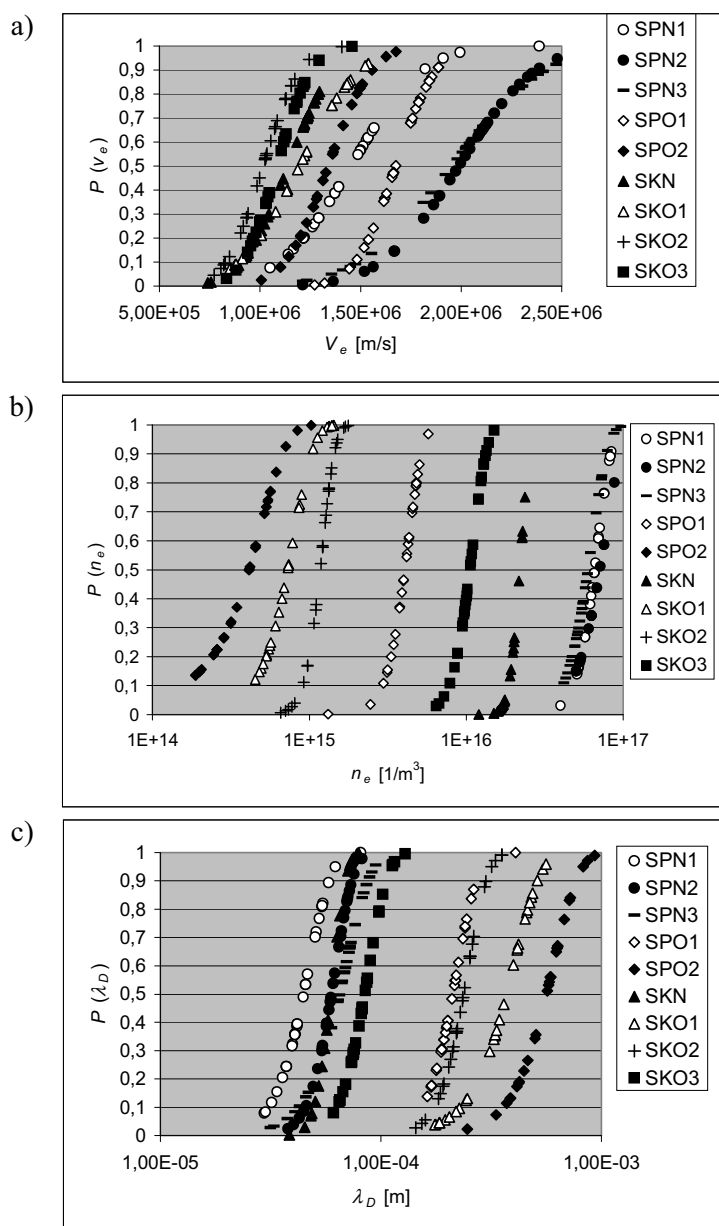 a)
1
0,9
0,8
0,7
0,6
0,5
0,4
0,3
0,2
0,1
0
P (v e)
5,00E+05 1,00E+06 1,50E+06 2,00E+06 2,50E+06
V e [m/s]
SPN1
SPN2
SPN3
SPO1
SPO2
SKN
SKO1
SKO2
SKO3
b)
1
0,9
0,8
0,7
0,6
0,5
0,4
0,3
0,2
0,1
0
P (n e)
1E+14 1E+15 1E+16 1E+17
n e [1/m³]
SPN1
SPN2
SPN3
SPO1
SPO2
SKN
SKO1
SKO2
SKO3
c)
1
0,9
0,8
0,7
0,6
0,5
0,4
0,3
0,2
0,1
0
P (λ D)
1,00E-05 1,00E-04 1,00E-03
λ D [m]
SPN1
SPN2
SPN3
SPO1
SPO2
SKN
SKO1
SKO2
SKO3